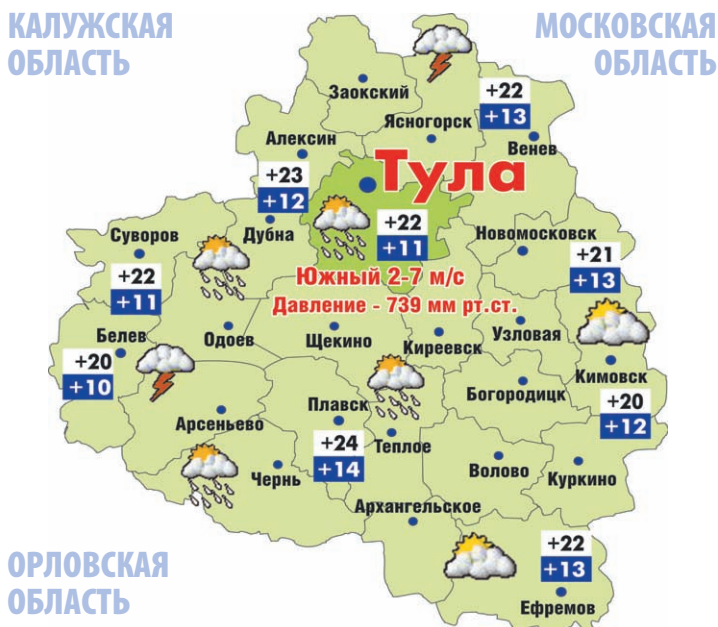 КАЛУЖСКАЯ
ОБЛАСТЬ
МОСКОВСКАЯ
ОБЛАСТЬ
Заокский
+22
+13
Ясногорск
Венев
Алексин
Тула
+23
+12
Дубна
+22
+11
Суворов
Новомосковск
+21
+13
Южный 2-7 м/с
Давление - 739 мм рт.ст.
+22
+11
Белев
Одоев
Щекино
Киреевск
Узловая
Кимовск
+20
+10
Богородицк
+20
+12
Арсеньево
Плавск
+24
+14
Теплое
Чернь
Волово
Куркино
Архангельское
+22
+13
Ефремов
ОРЛОВСКАЯ
ОБЛАСТЬ